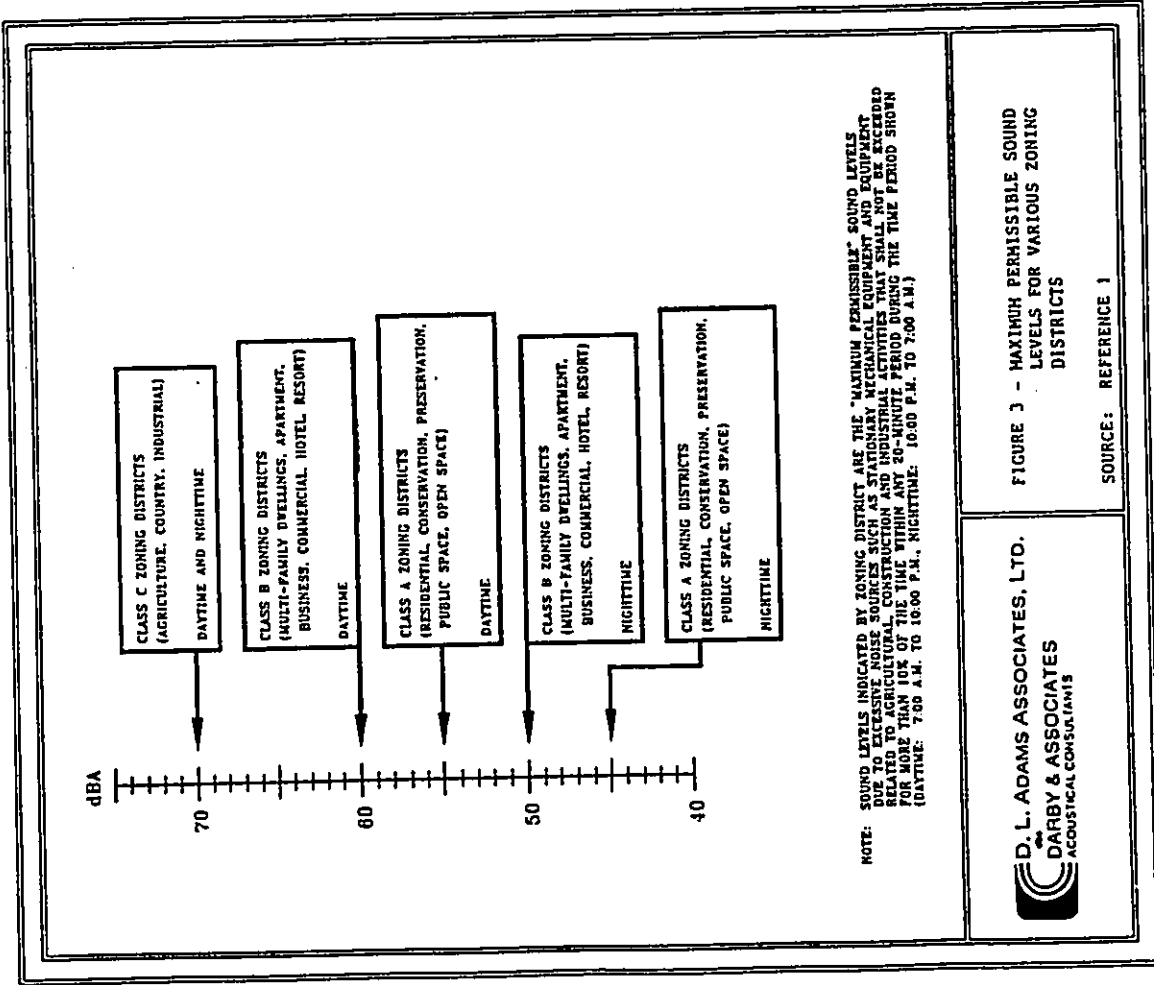 dBA
70
60
50
40
CLASS C ZONING DISTRICTS
(AGRICULTURE, COUNTRY, INDUSTRIAL)
DAYTIME AND NIGHTTIME
CLASS B ZONING DISTRICTS
(MULTI-FAMILY DWELLINGS, APARTMENT,
BUSINESS, COMMERCIAL, HOTEL, RESORT)
DAYTIME
CLASS A ZONING DISTRICTS
(RESIDENTIAL, CONSERVATION, PRESERVATION,
PUBLIC SPACE, OPEN SPACE)
DAYTIME
CLASS B ZONING DISTRICTS
(MULTI-FAMILY DWELLINGS, APARTMENT,
BUSINESS, COMMERCIAL, HOTEL, RESORT)
NIGHTTIME
CLASS A ZONING DISTRICTS
(RESIDENTIAL, CONSERVATION, PRESERVATION,
PUBLIC SPACE, OPEN SPACE)
NIGHTTIME
NOTE: SOUND LEVELS INDICATED BY ZONING DISTRICT ARE THE "MAXIMUM PERMISSIBLE" SOUND LEVELS
DUE TO EXCESSIVE NOISE SOURCES SUCH AS STATIONARY MECHANICAL EQUIPMENT AND EQUIPMENT
RELATED TO AGRICULTURAL, CONSTRUCTION AND INDUSTRIAL ACTIVITIES THAT SHALL NOT BE EXCEEDED
FOR MORE THAN 10% OF THE TIME WITHIN ANY 20-MINUTE PERIOD DURING THE TIME PERIOD SHOWN
(DAYTIME: 7:00 A.M. TO 10:00 P.M., NIGHTTIME: 10:00 P.M. TO 7:00 A.M.)
D. L. ADAMS ASSOCIATES, LTD.
DARBY & ASSOCIATES
ACOUSTICAL CONSULTANTS
FIGURE 3 - MAXIMUM PERMISSIBLE SOUND
LEVELS FOR VARIOUS ZONING
DISTRICTS
SOURCE: REFERENCE 1